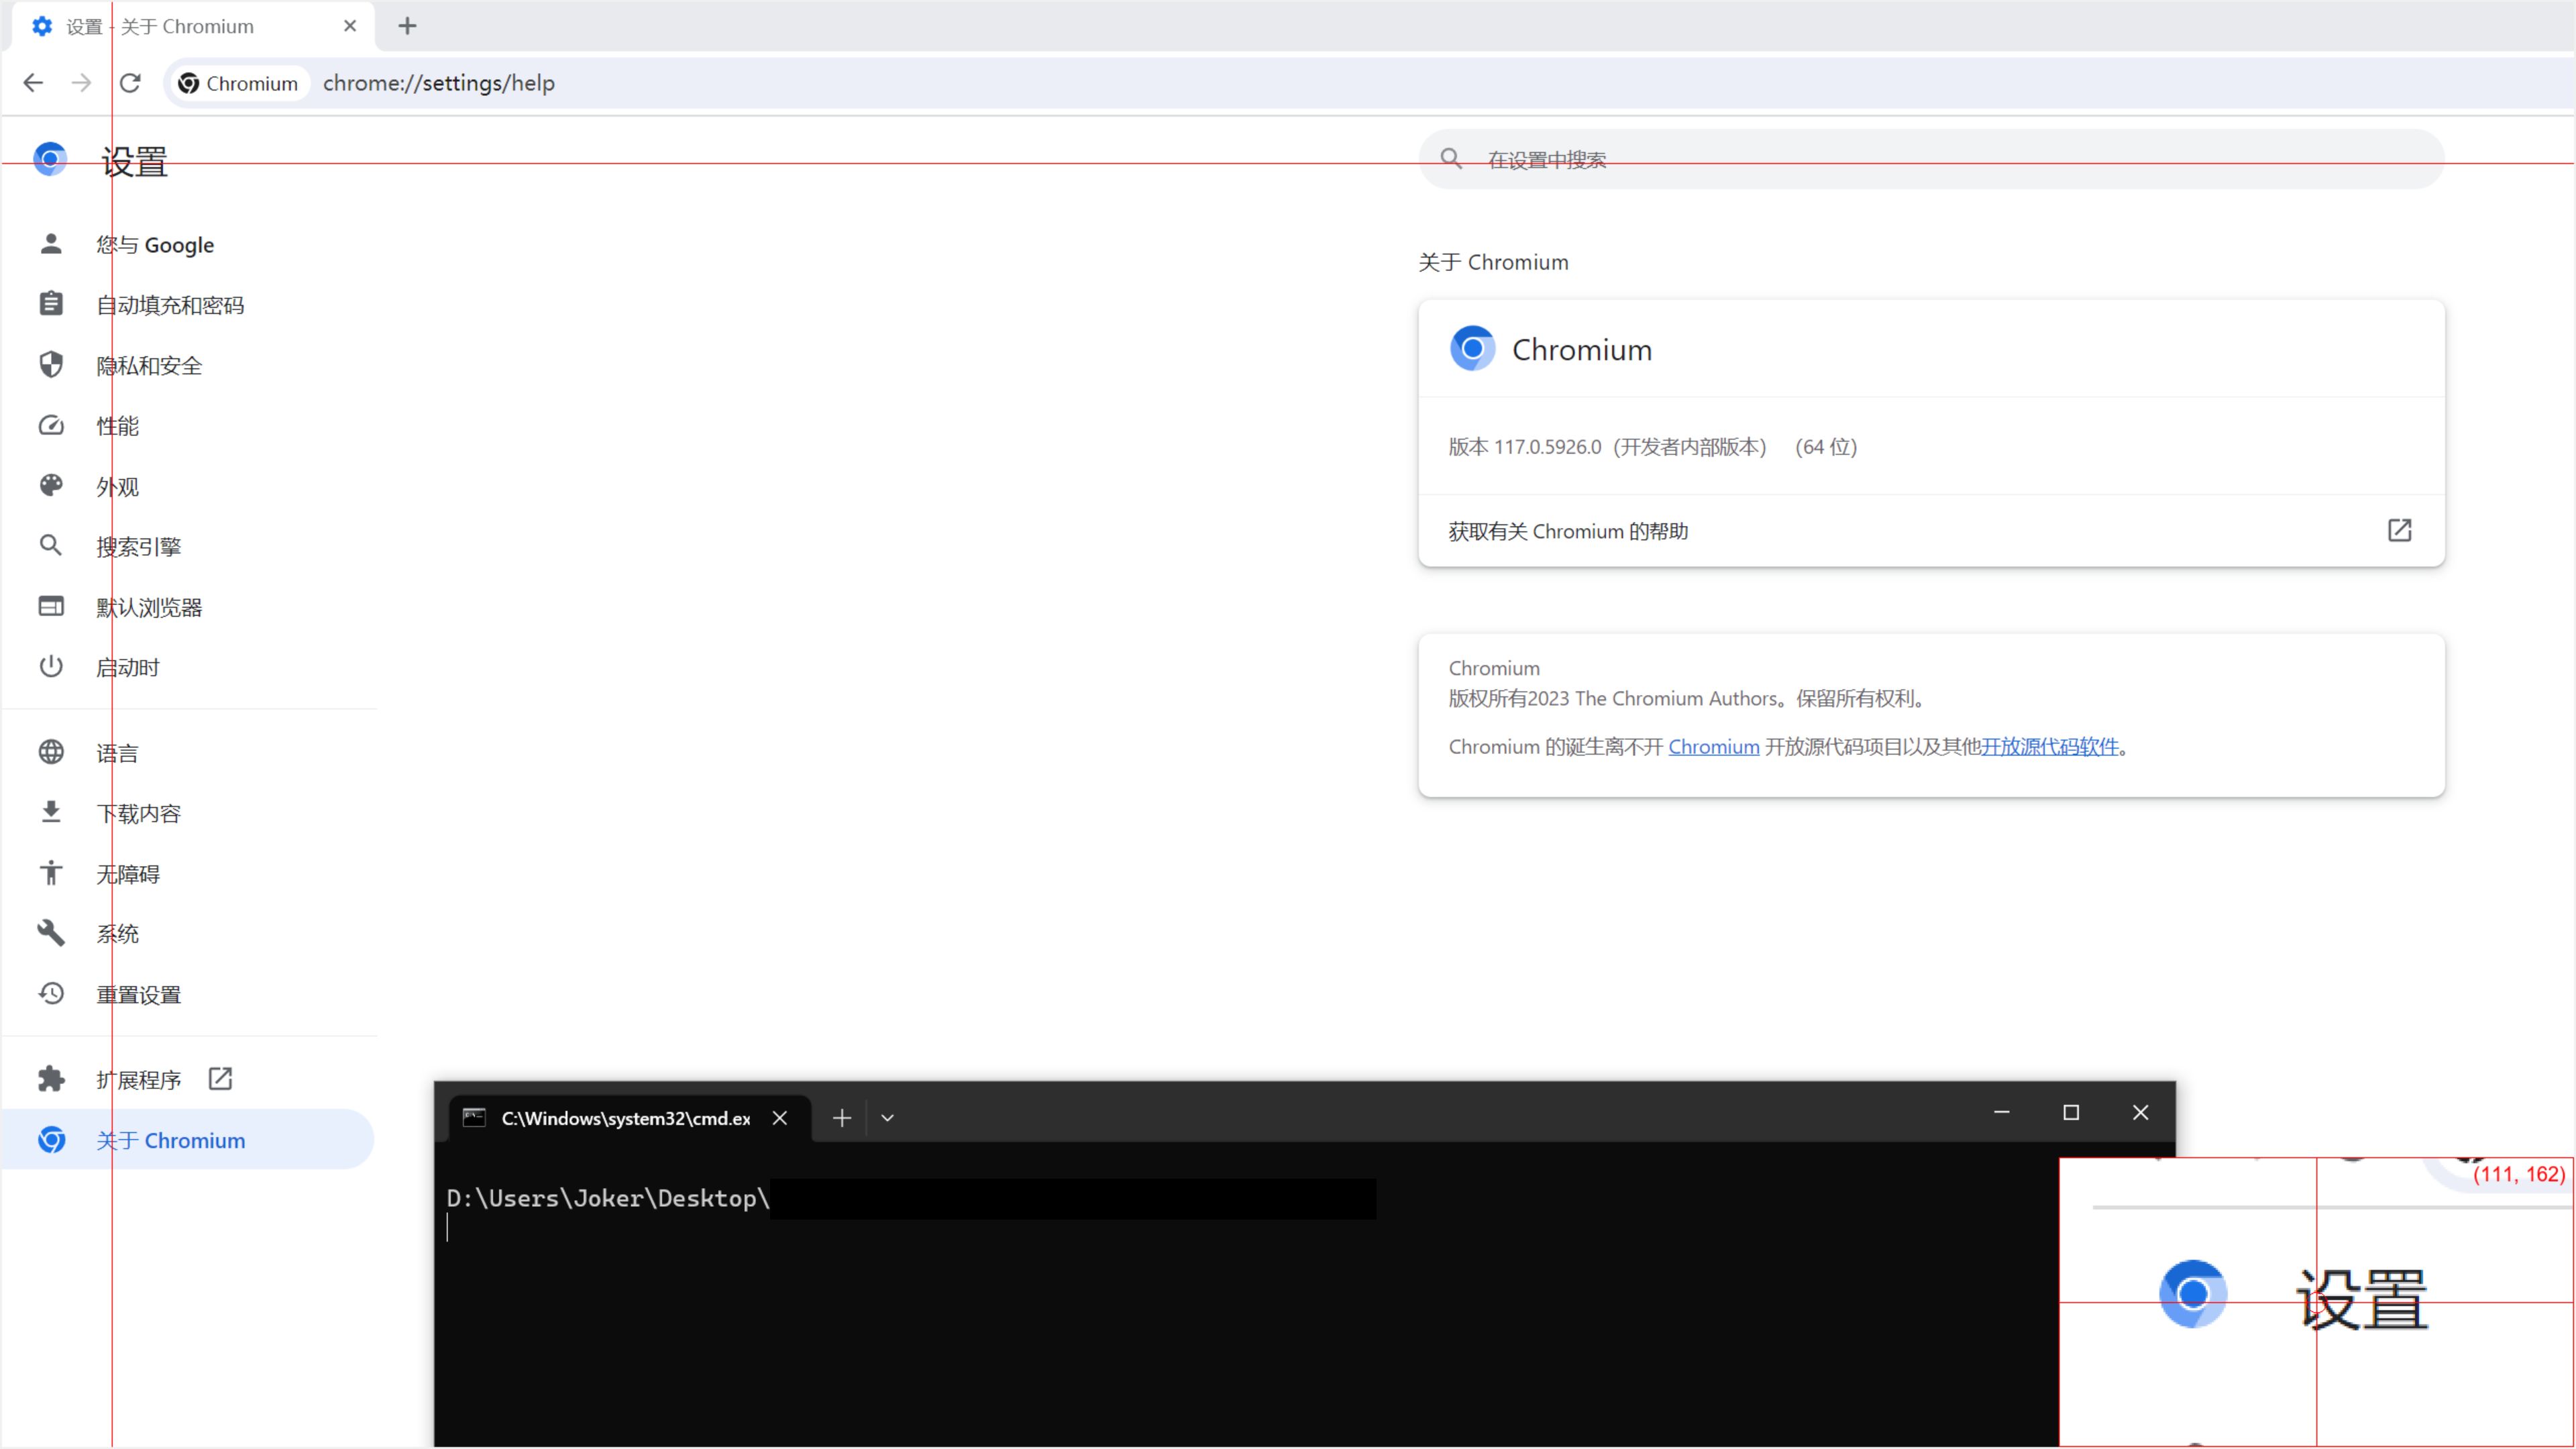 设置 - 关于 Chromium
Chromium chrome://settings/help
设置
在设置中搜索
您与 Google
自动填充和密码
隐私和安全
性能
外观
搜索引擎
默认浏览器
启动时
语言
下载内容
无障碍
系统
重置设置
扩展程序
关于 Chromium
关于 Chromium
Chromium
版本 117.0.5926.0（开发者内部版本） （64 位）
获取有关 Chromium 的帮助
Chromium
版权所有2023 The Chromium Authors。保留所有权利。
Chromium 的诞生离不开 Chromium 开放源代码项目以及其他开放源代码软件。
C:\Windows\system32\cmd.ex
D:\Users\Joker\Desktop\
(111, 162)
设置